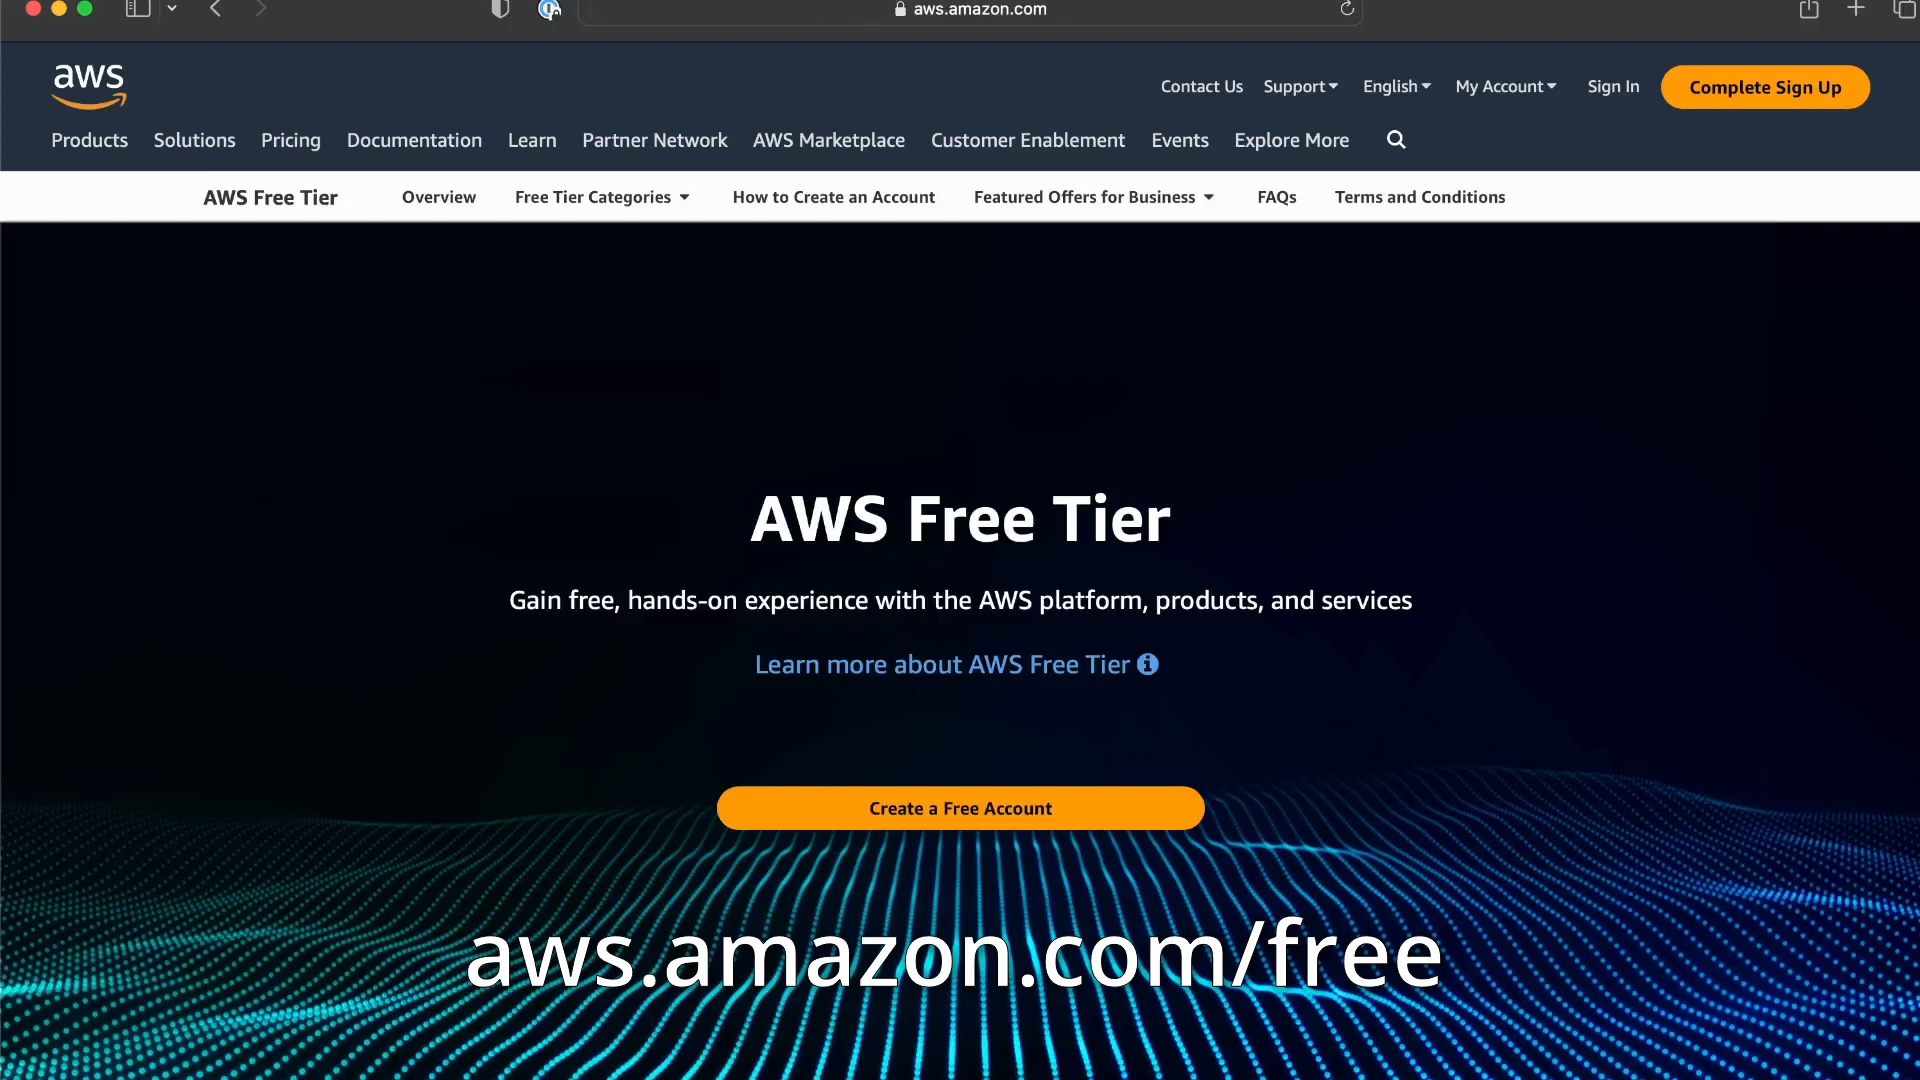 aws.amazon.com
aws
Contact Us Support English My Account Sign In Complete Sign Up
Products Solutions Pricing Documentation Learn Partner Network AWS Marketplace Customer Enablement Events Explore More
AWS Free Tier Overview Free Tier Categories How to Create an Account Featured Offers for Business FAQs Terms and Conditions
AWS Free Tier
Gain free, hands-on experience with the AWS platform, products, and services
Learn more about AWS Free Tier
Create a Free Account
aws.amazon.com/free